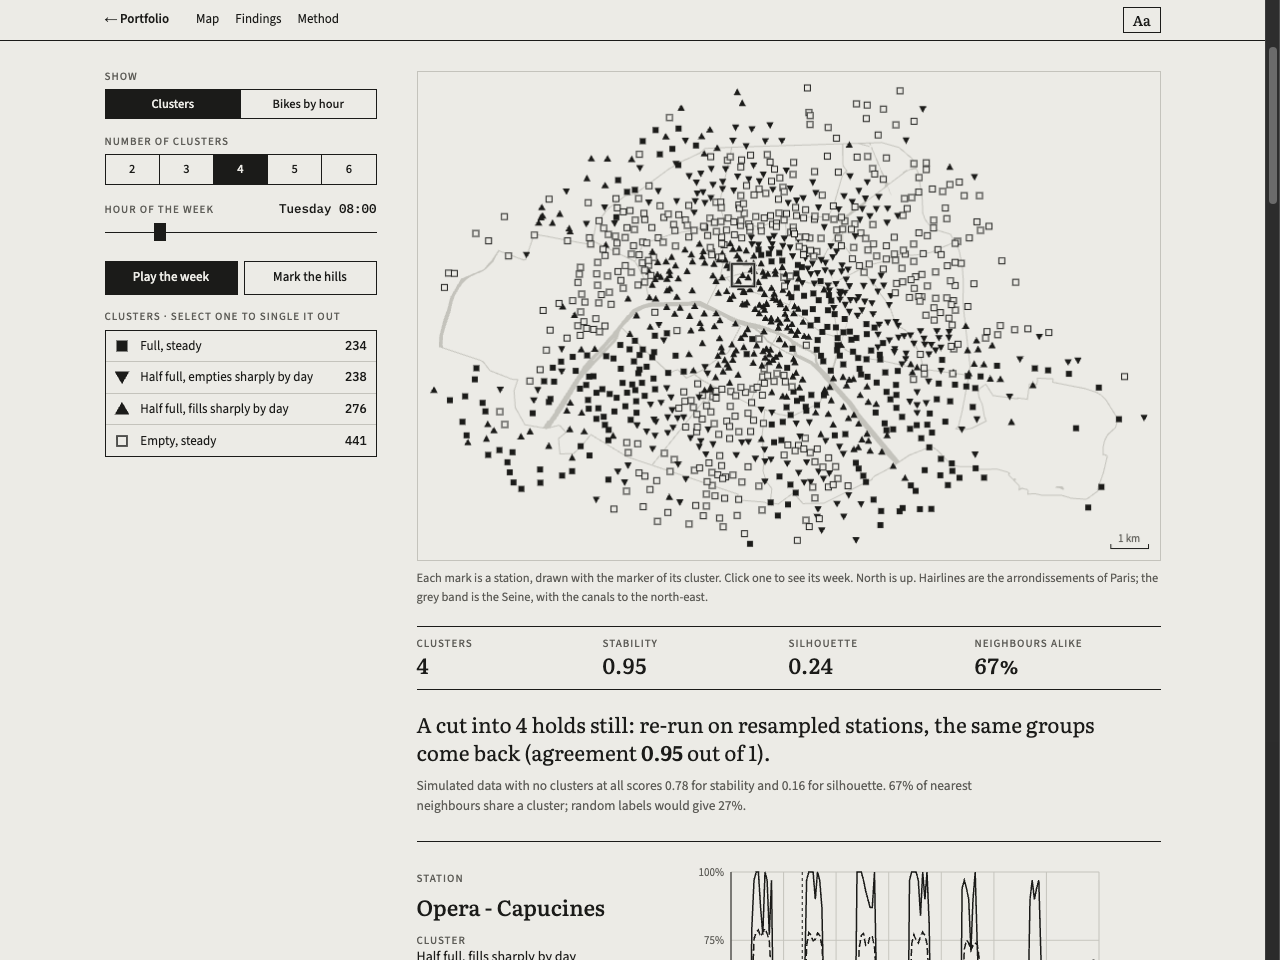 ← Portfolio Map Findings Method Aa
SHOW
Clusters Bikes by hour
NUMBER OF CLUSTERS
2 3 4 5 6
HOUR OF THE WEEK Tuesday 08:00
Play the week Mark the hills
CLUSTERS · SELECT ONE TO SINGLE IT OUT
Full, steady 234
Half full, empties sharply by day 238
Half full, fills sharply by day 276
Empty, steady 441
1 km
Each mark is a station, drawn with the marker of its cluster. Click one to see its week. North is up. Hairlines are the arrondissements of Paris; the
grey band is the Seine, with the canals to the north-east.
CLUSTERS STABILITY SILHOUETTE NEIGHBOURS ALIKE
4 0.95 0.24 67%
A cut into 4 holds still: re-run on resampled stations, the same groups
come back (agreement 0.95 out of 1).
Simulated data with no clusters at all scores 0.78 for stability and 0.16 for silhouette. 67% of nearest
neighbours share a cluster; random labels would give 27%.
STATION
Opera - Capucines
CLUSTER
Half full, fills sharply by day
100%
75%